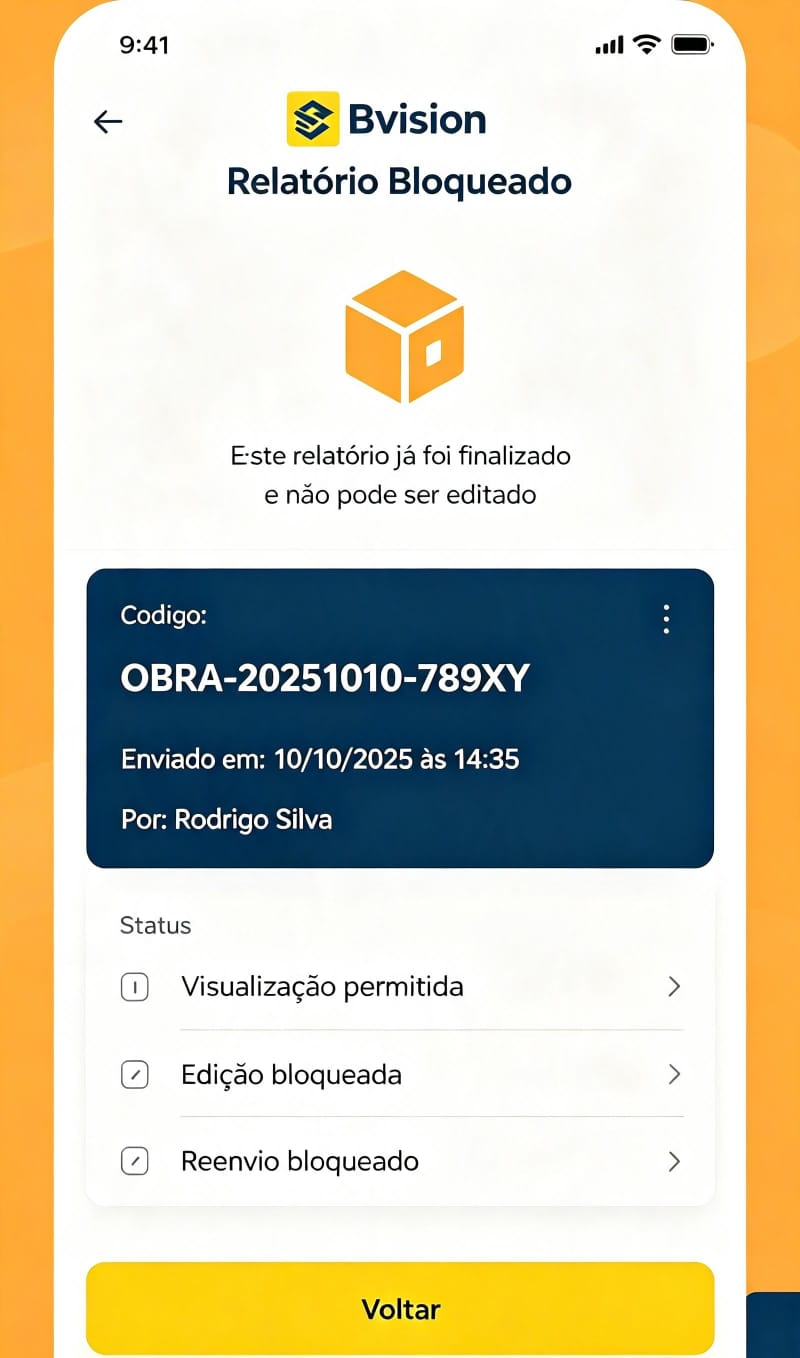 9:41
Bvision
Relatório Bloqueado
Este relatório já foi finalizado
e não pode ser editado
Codigo:
OBRA-20251010-789XY
Enviado em: 10/10/2025 às 14:35
Por: Rodrigo Silva
Status
Visualização permitida
Edição bloqueada
Reenvio bloqueado
Voltar